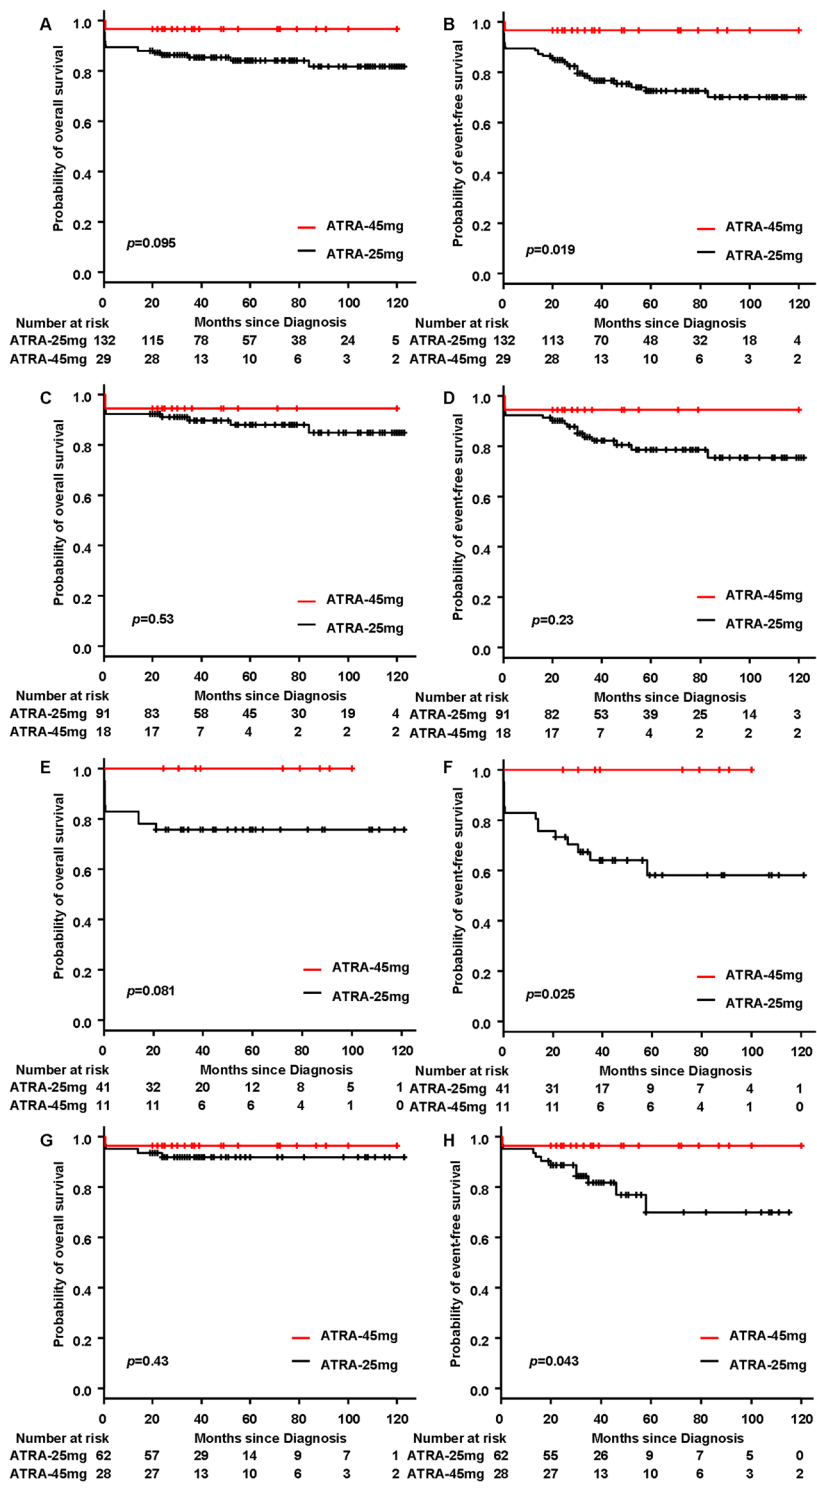 A
Probability of overall survival
1.0
0.8
0.6
0.4
0.2
0.0
p=0.095
ATRA-45mg
ATRA-25mg
0 20 40 60 80 100 120
Number at risk Months since Diagnosis
ATRA-25mg 132 115 78 57 38 24 5
ATRA-45mg 29 28 13 10 6 3 2
B
Probability of event-free survival
1.0
0.8
0.6
0.4
0.2
0.0
p=0.019
ATRA-45mg
ATRA-25mg
0 20 40 60 80 100 120
Number at risk Months since Diagnosis
ATRA-25mg 132 113 70 48 32 18 4
ATRA-45mg 29 28 13 10 6 3 2
C
Probability of overall survival
1.0
0.8
0.6
0.4
0.2
0.0
p=0.53
ATRA-45mg
ATRA-25mg
0 20 40 60 80 100 120
Number at risk Months since Diagnosis
ATRA-25mg 91 83 58 45 30 19 4
ATRA-45mg 18 17 7 4 2 2 2
D
Probability of event-free survival
1.0
0.8
0.6
0.4
0.2
0.0
p=0.23
ATRA-45mg
ATRA-25mg
0 20 40 60 80 100 120
Number at risk Months since Diagnosis
ATRA-25mg 91 82 53 39 25 14 3
ATRA-45mg 18 17 7 4 2 2 2
E
Probability of overall survival
1.0
0.8
0.6
0.4
0.2
0.0
p=0.081
ATRA-45mg
ATRA-25mg
0 20 40 60 80 100 120
Number at risk Months since Diagnosis
ATRA-25mg 41 32 20 12 8 5 1
ATRA-45mg 11 11 6 6 4 1 0
F
Probability of event-free survival
1.0
0.8
0.6
0.4
0.2
0.0
p=0.025
ATRA-45mg
ATRA-25mg
0 20 40 60 80 100 120
Number at risk Months since Diagnosis
ATRA-25mg 41 31 17 9 7 4 1
ATRA-45mg 11 11 6 6 4 1 0
G
Probability of overall survival
1.0
0.8
0.6
0.4
0.2
0.0
p=0.43
ATRA-45mg
ATRA-25mg
0 20 40 60 80 100 120
Number at risk Months since Diagnosis
ATRA-25mg 62 57 29 14 9 7 1
ATRA-45mg 28 27 13 10 6 3 2
H
Probability of event-free survival
1.0
0.8
0.6
0.4
0.2
0.0
p=0.043
ATRA-45mg
ATRA-25mg
0 20 40 60 80 100 120
Number at risk Months since Diagnosis
ATRA-25mg 62 55 26 9 7 5 0
ATRA-45mg 28 27 13 10 6 3 2